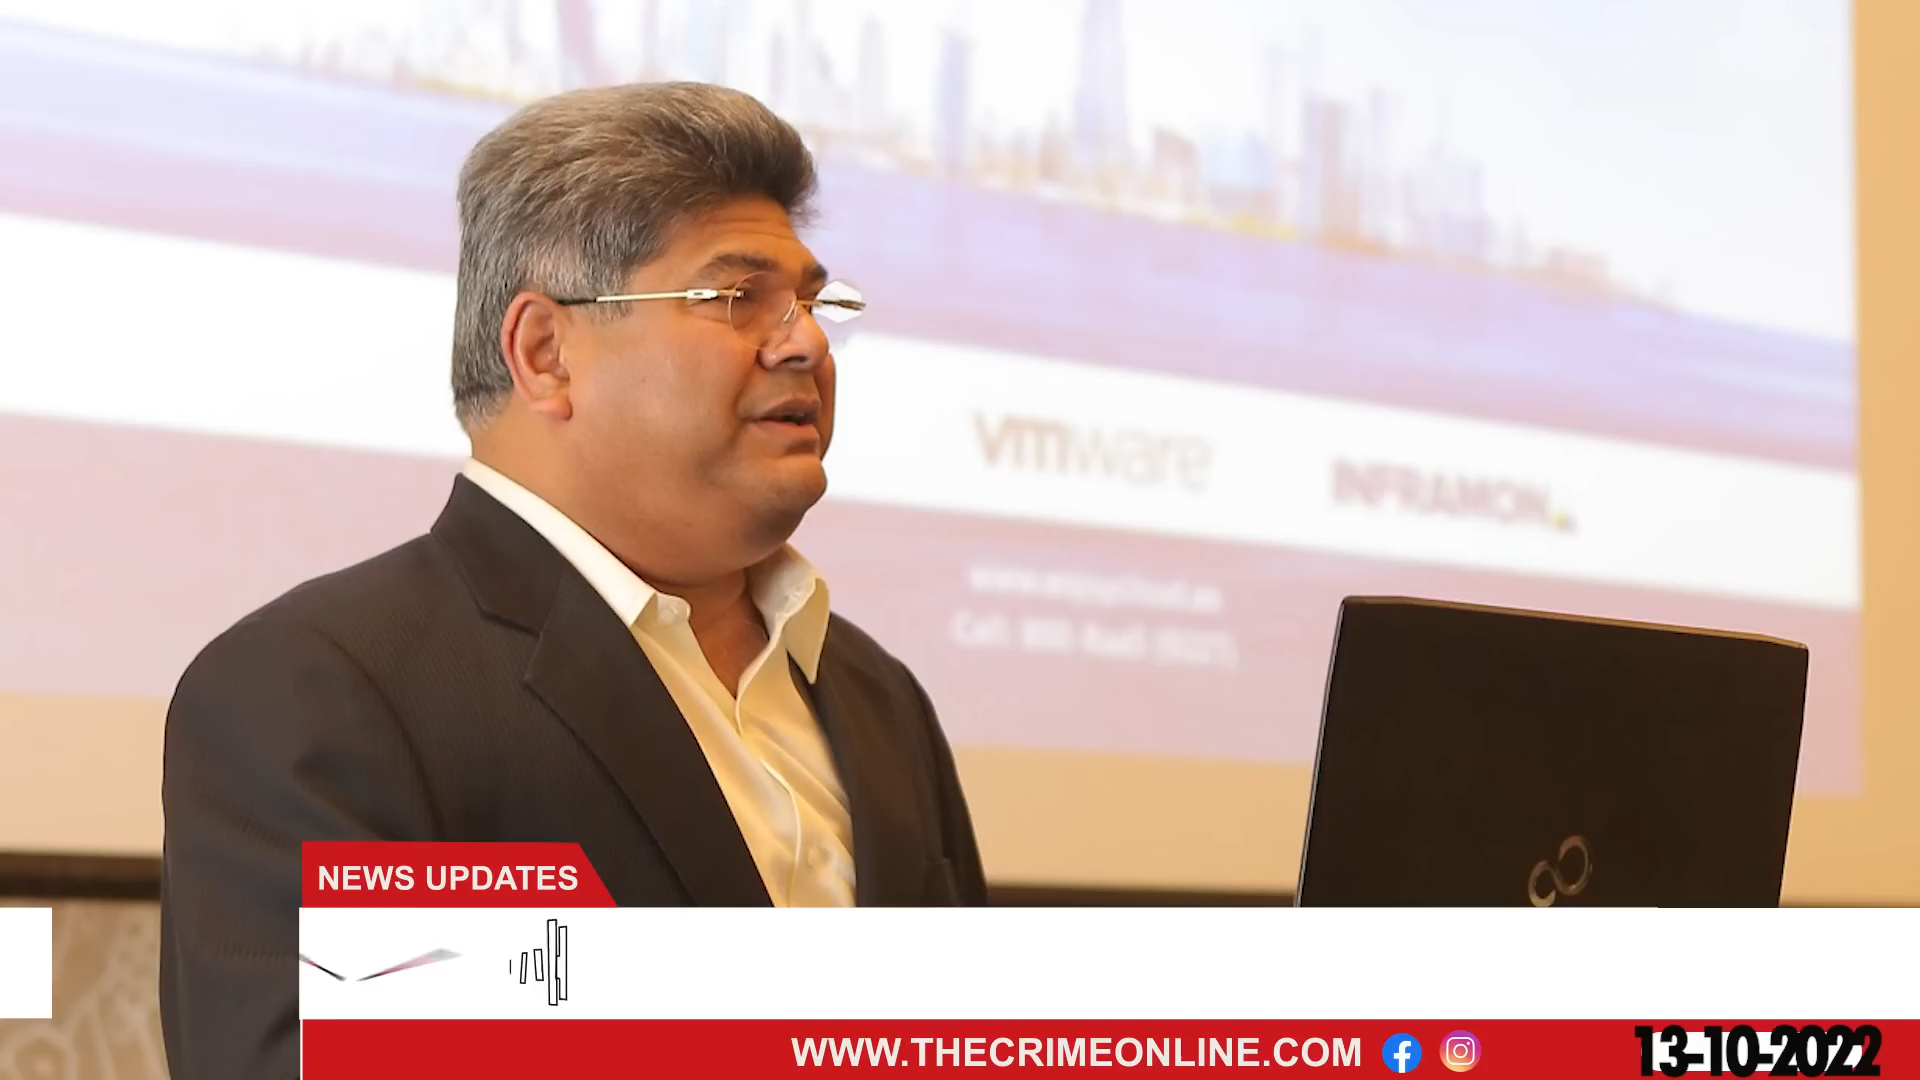 vmware
INFRAMON
NEWS UPDATES
WWW.THECRIMEONLINE.COM
13-10-2022